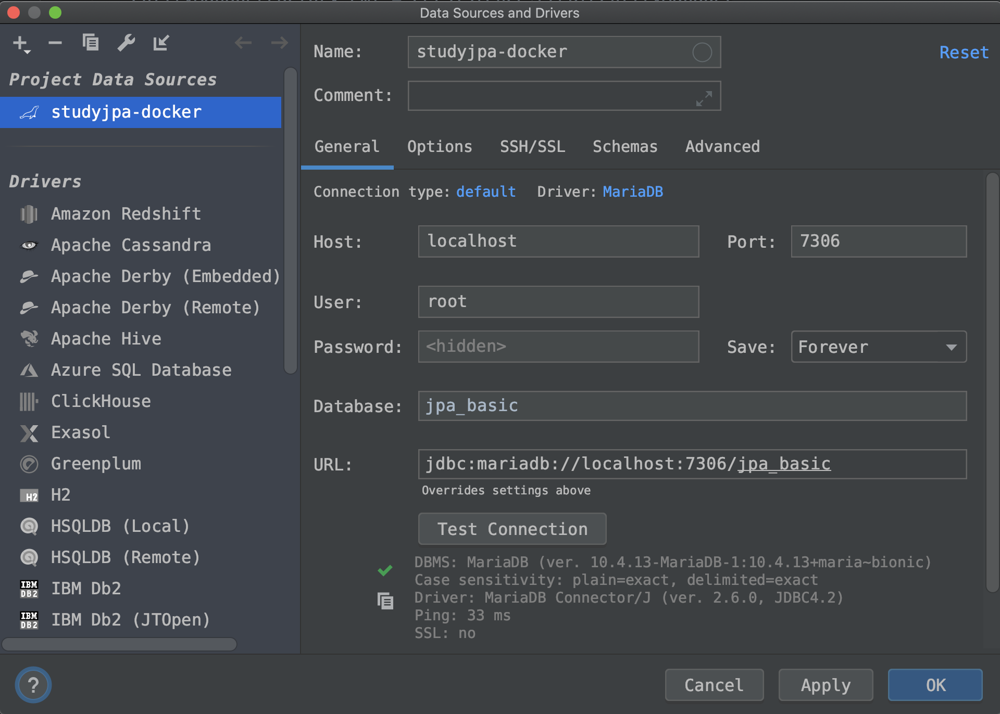 Data Sources and Drivers
Project Data Sources
studyjpa-docker
Drivers
Amazon Redshift
Apache Cassandra
Apache Derby (Embedded)
Apache Derby (Remote)
Apache Hive
Azure SQL Database
ClickHouse
Exasol
Greenplum
H2 H2
HSQLDB (Local)
HSQLDB (Remote)
IBM DB2 IBM Db2
IBM DB2 IBM Db2 (JTOpen)
Name: studyjpa-docker Reset
Comment:
General Options SSH/SSL Schemas Advanced
Connection type: default Driver: MariaDB
Host: localhost Port: 7306
User: root
Password: <hidden> Save: Forever
Database: jpa_basic
URL: jdbc:mariadb://localhost:7306/jpa_basic
Overrides settings above
Test Connection
DBMS: MariaDB (ver. 10.4.13-MariaDB-1:10.4.13+maria~bionic)
Case sensitivity: plain=exact, delimited=exact
Driver: MariaDB Connector/J (ver. 2.6.0, JDBC4.2)
Ping: 33 ms
SSL: no
? Cancel Apply OK